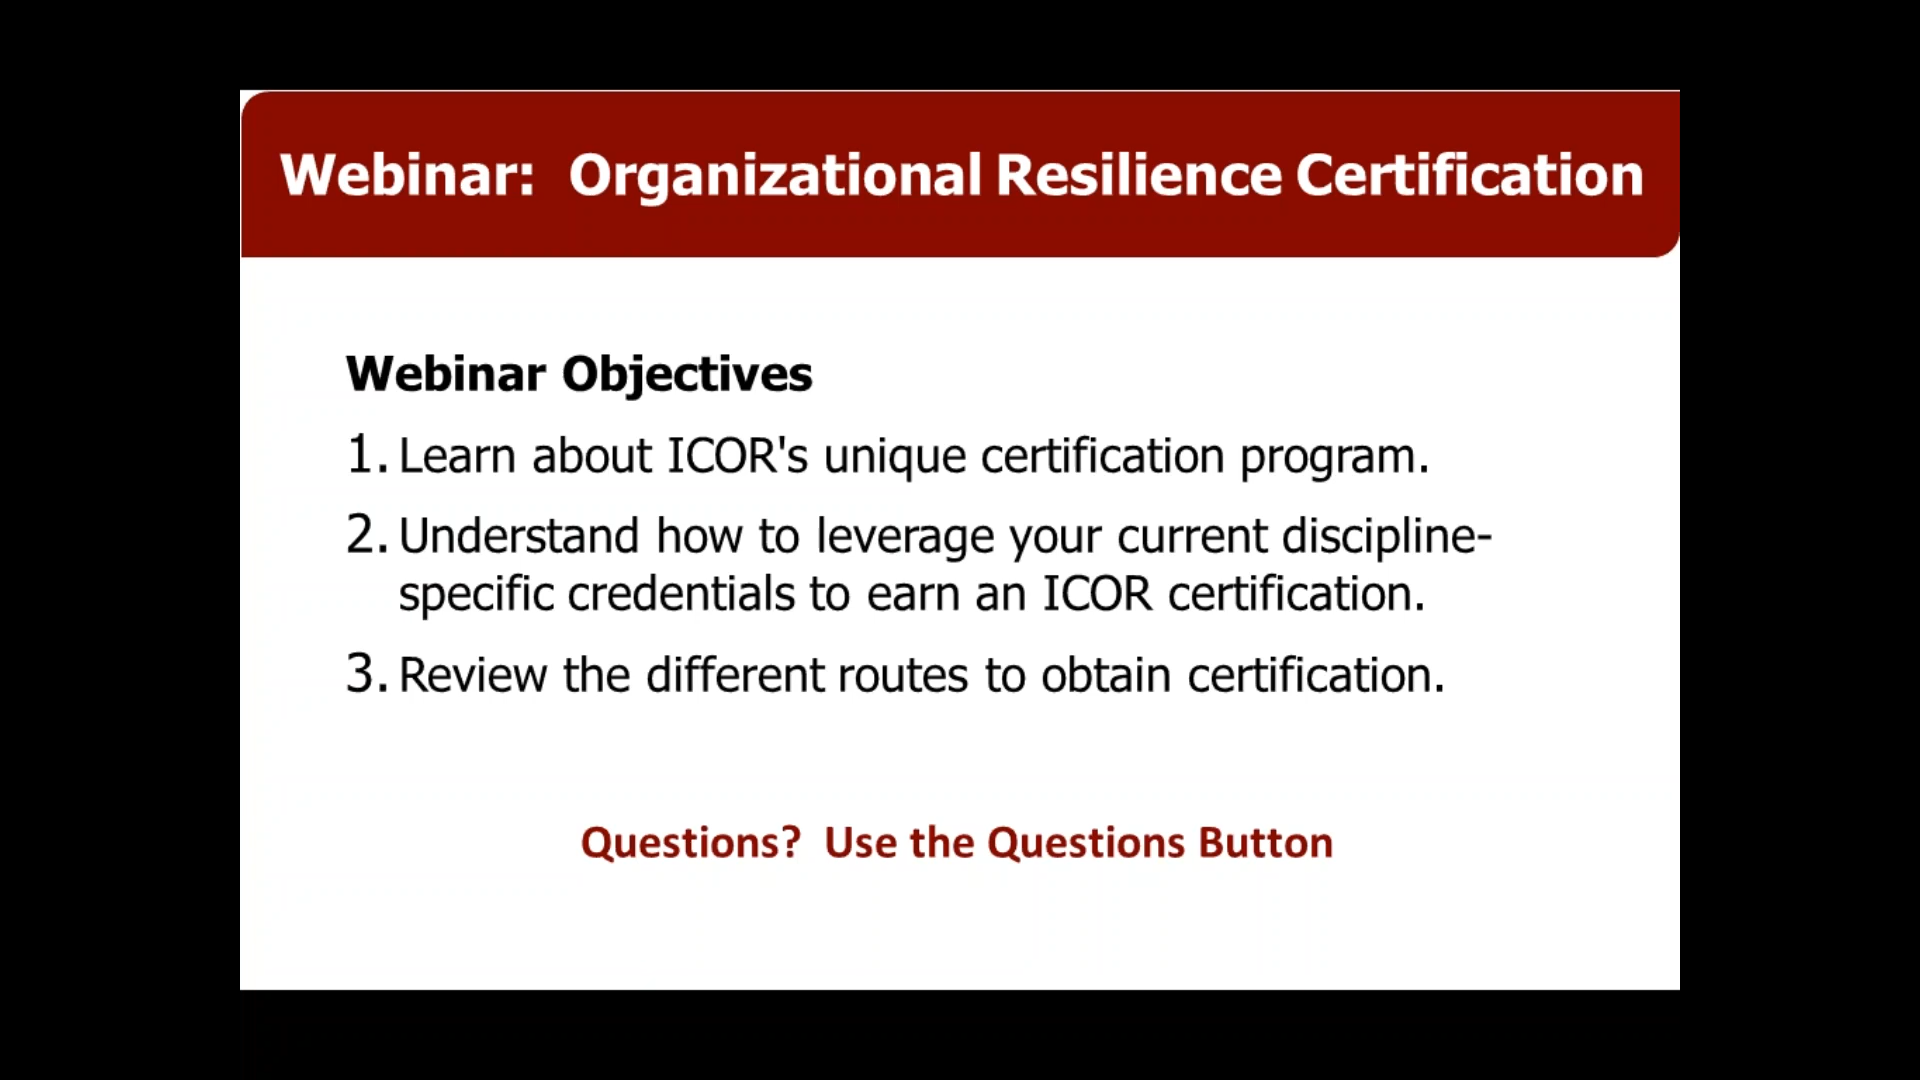 Webinar: Organizational Resilience Certification
Webinar Objectives
1. Learn about ICOR's unique certification program.
2. Understand how to leverage your current discipline-
specific credentials to earn an ICOR certification.
3. Review the different routes to obtain certification.
Questions? Use the Questions Button